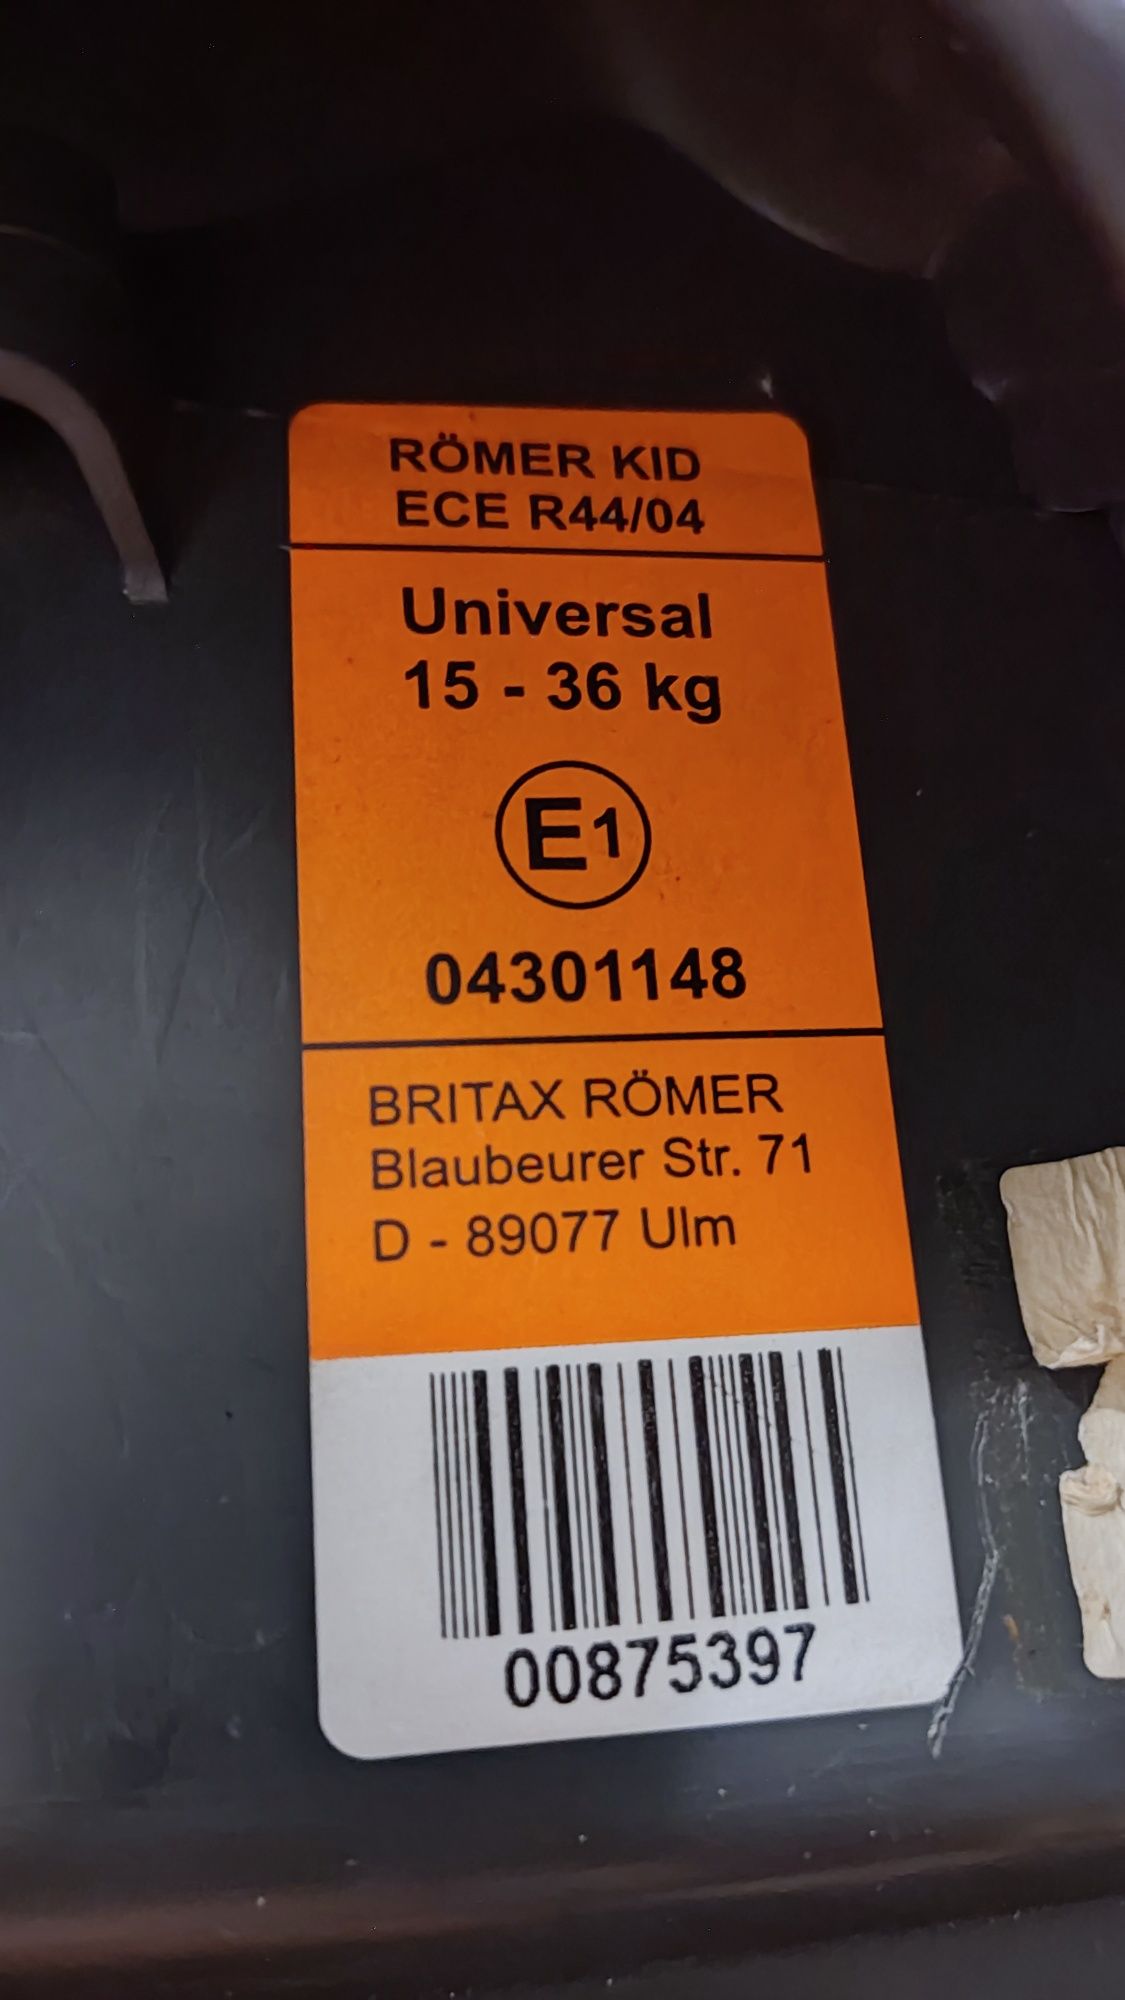 RÖMER KID
ECE R44/04
Universal
15 - 36 kg
E1
04301148
BRITAX RÖMER
Blaubeurer Str. 71
D - 89077 Ulm
00875397